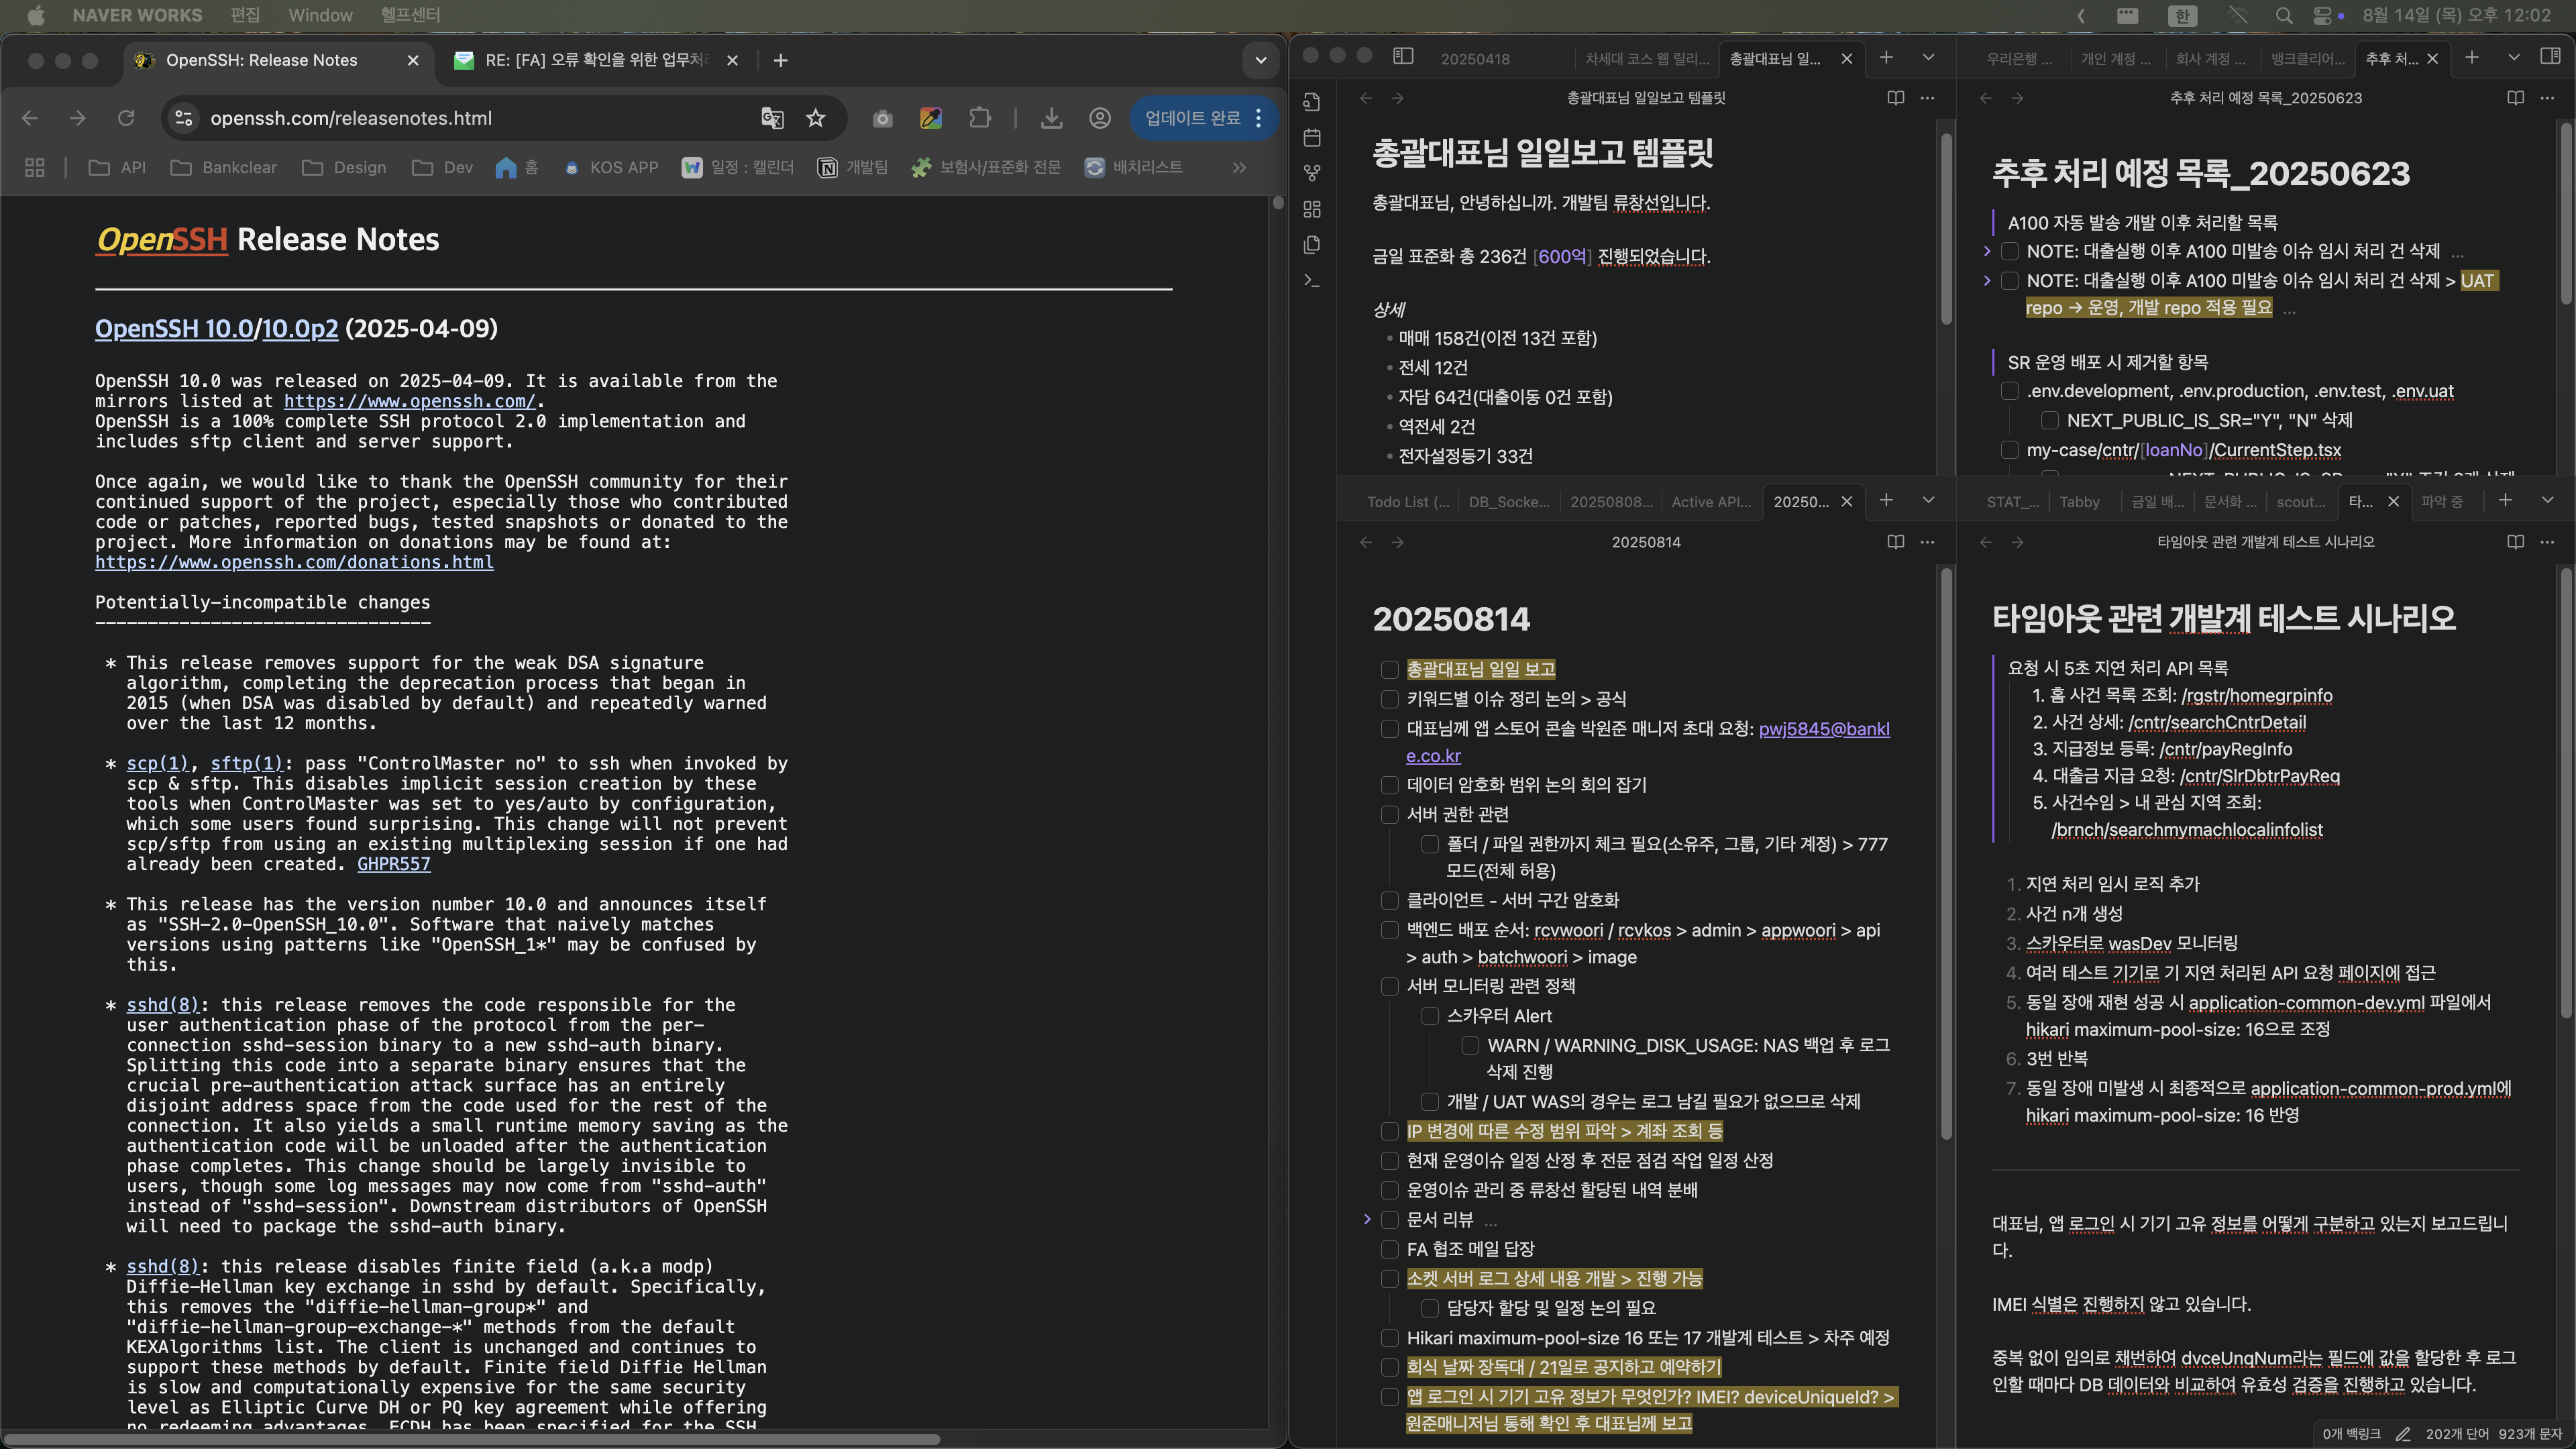 NAVER WORKS 편집 Window 헬프센터
한 8월 14일 (목) 오후 12:02
OpenSSH: Release Notes
RE: [FA] 오류 확인을 위한 업무처리
openssh.com/releasenotes.html
업데이트 완료
API Bankclear Design Dev 홈 KOS APP 일정 : 캘린더 개발팀 보험사/표준화 전문 배치리스트
OpenSSH Release Notes
OpenSSH 10.0/10.0p2 (2025-04-09)
OpenSSH 10.0 was released on 2025-04-09. It is available from the
mirrors listed at https://www.openssh.com/.
OpenSSH is a 100% complete SSH protocol 2.0 implementation and
includes sftp client and server support.
Once again, we would like to thank the OpenSSH community for their
continued support of the project, especially those who contributed
code or patches, reported bugs, tested snapshots or donated to the
project. More information on donations may be found at:
https://www.openssh.com/donations.html
Potentially-incompatible changes
--------------------------------
* This release removes support for the weak DSA signature
algorithm, completing the deprecation process that began in
2015 (when DSA was disabled by default) and repeatedly warned
over the last 12 months.
* scp(1), sftp(1): pass "ControlMaster no" to ssh when invoked by
scp & sftp. This disables implicit session creation by these
tools when ControlMaster was set to yes/auto by configuration,
which some users found surprising. This change will not prevent
scp/sftp from using an existing multiplexing session if one had
already been created. GHPR557
* This release has the version number 10.0 and announces itself
as "SSH-2.0-OpenSSH_10.0". Software that naively matches
versions using patterns like "OpenSSH_1*" may be confused by
this.
* sshd(8): this release removes the code responsible for the
user authentication phase of the protocol from the per-
connection sshd-session binary to a new sshd-auth binary.
Splitting this code into a separate binary ensures that the
crucial pre-authentication attack surface has an entirely
disjoint address space from the code used for the rest of the
connection. It also yields a small runtime memory saving as the
authentication code will be unloaded after the authentication
phase completes. This change should be largely invisible to
users, though some log messages may now come from "sshd-auth"
instead of "sshd-session". Downstream distributors of OpenSSH
will need to package the sshd-auth binary.
* sshd(8): this release disables finite field (a.k.a modp)
Diffie-Hellman key exchange in sshd by default. Specifically,
this removes the "diffie-hellman-group*" and
"diffie-hellman-group-exchange-*" methods from the default
KEXAlgorithms list. The client is unchanged and continues to
support these methods by default. Finite field Diffie Hellman
is slow and computationally expensive for the same security
level as Elliptic Curve DH or PQ key agreement while offering
no redeeming advantages. ECDH has been specified for the SSH
20250418 차세대 코스 웹 릴리... 총괄대표님 일...
총괄대표님 일일보고 템플릿
총괄대표님 일일보고 템플릿
총괄대표님, 안녕하십니까. 개발팀 류창선입니다.
금일 표준화 총 236건 [600억] 진행되었습니다.
상세
• 매매 158건(이전 13건 포함)
• 전세 12건
• 자담 64건(대출이동 0건 포함)
• 역전세 2건
• 전자설정등기 33건
우리은행 ... 개인 계정 ... 회사 계정 ... 뱅크클리어... 추후 처...
추후 처리 예정 목록_20250623
추후 처리 예정 목록_20250623
A100 자동 발송 개발 이후 처리할 목록
NOTE: 대출실행 이후 A100 미발송 이슈 임시 처리 건 삭제 ...
NOTE: 대출실행 이후 A100 미발송 이슈 임시 처리 건 삭제 > UAT
repo → 운영, 개발 repo 적용 필요 ...
SR 운영 배포 시 제거할 항목
.env.development, .env.production, .env.test, .env.uat
NEXT_PUBLIC_IS_SR="Y", "N" 삭제
my-case/cntr/[loanNo]/CurrentStep.tsx
Todo List (... DB_Socke... 20250808... Active API... 20250...
20250814
20250814
총괄대표님 일일 보고
키워드별 이슈 정리 논의 > 공식
대표님께 앱 스토어 콘솔 박원준 매니저 초대 요청: pwj5845@bankl
e.co.kr
데이터 암호화 범위 논의 회의 잡기
서버 권한 관련
폴더 / 파일 권한까지 체크 필요(소유주, 그룹, 기타 계정) > 777
모드(전체 허용)
클라이언트 - 서버 구간 암호화
백엔드 배포 순서: rcvwoori / rcvkos > admin > appwoori > api
> auth > batchwoori > image
서버 모니터링 관련 정책
스카우터 Alert
WARN / WARNING_DISK_USAGE: NAS 백업 후 로그
삭제 진행
개발 / UAT WAS의 경우는 로그 남길 필요가 없으므로 삭제
IP 변경에 따른 수정 범위 파악 > 계좌 조회 등
현재 운영이슈 일정 산정 후 전문 점검 작업 일정 산정
운영이슈 관리 중 류창선 할당된 내역 분배
문서 리뷰 ...
FA 협조 메일 답장
소켓 서버 로그 상세 내용 개발 > 진행 가능
담당자 할당 및 일정 논의 필요
Hikari maximum-pool-size 16 또는 17 개발계 테스트 > 차주 예정
회식 날짜 장독대 / 21일로 공지하고 예약하기
앱 로그인 시 기기 고유 정보가 무엇인가? IMEI? deviceUniqueId? >
원준매니저님 통해 확인 후 대표님께 보고
STAT_... Tabby 금일 배... 문서화 ... scout... 타... 파악 중
타임아웃 관련 개발계 테스트 시나리오
타임아웃 관련 개발계 테스트 시나리오
요청 시 5초 지연 처리 API 목록
1. 홈 사건 목록 조회: /rgstr/homegrpinfo
2. 사건 상세: /cntr/searchCntrDetail
3. 지급정보 등록: /cntr/payRegInfo
4. 대출금 지급 요청: /cntr/SlrDbtrPayReq
5. 사건수임 > 내 관심 지역 조회:
/brnch/searchmymachlocalinfolist
1. 지연 처리 임시 로직 추가
2. 사건 n개 생성
3. 스카우터로 wasDev 모니터링
4. 여러 테스트 기기로 기 지연 처리된 API 요청 페이지에 접근
5. 동일 장애 재현 성공 시 application-common-dev.yml 파일에서
hikari maximum-pool-size: 16으로 조정
6. 3번 반복
7. 동일 장애 미발생 시 최종적으로 application-common-prod.yml에
hikari maximum-pool-size: 16 반영
대표님, 앱 로그인 시 기기 고유 정보를 어떻게 구분하고 있는지 보고드립니
다.
IMEI 식별은 진행하지 않고 있습니다.
중복 없이 임의로 채번하여 dvceUnqNum라는 필드에 값을 할당한 후 로그
인할 때마다 DB 데이터와 비교하여 유효성 검증을 진행하고 있습니다.
0개 백링크 202개 단어 923개 문자